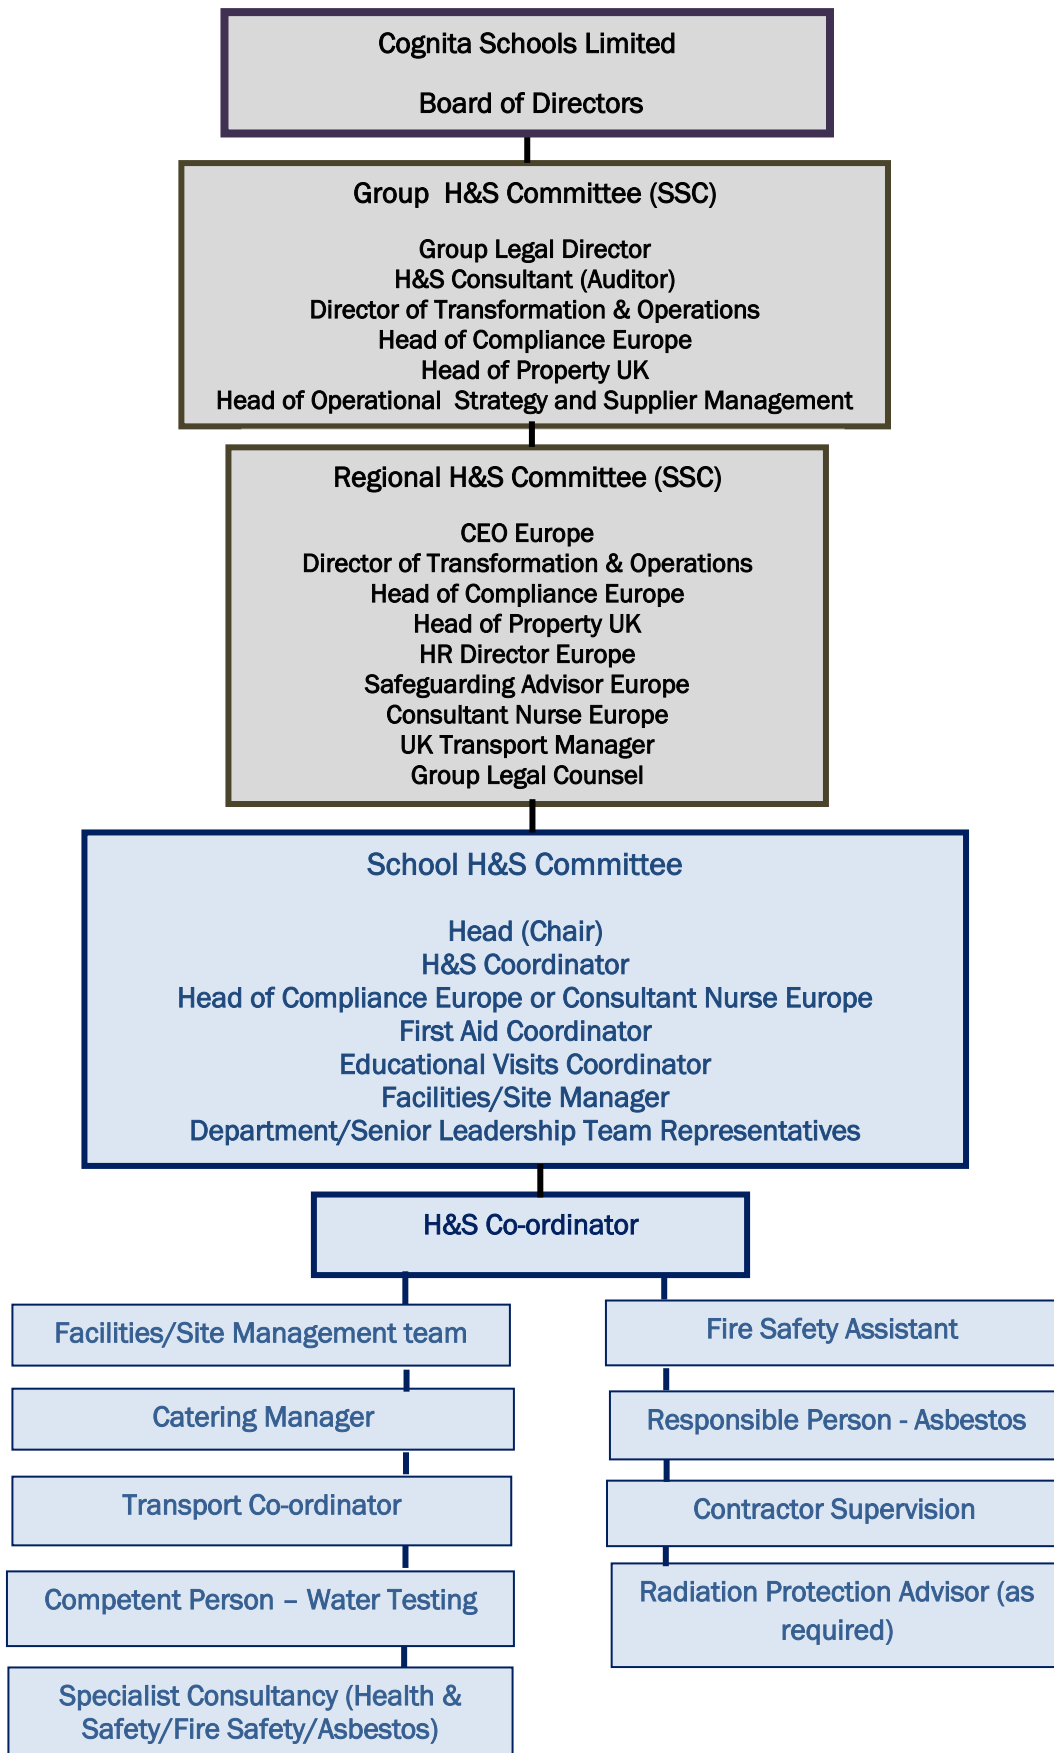 Cognita Schools Limited
Board of Directors
Group H&S Committee (SSC)
Group Legal Director
H&S Consultant (Auditor)
Director of Transformation & Operations
Head of Compliance Europe
Head of Property UK
Head of Operational Strategy and Supplier Management
Regional H&S Committee (SSC)
CEO Europe
Director of Transformation & Operations
Head of Compliance Europe
Head of Property UK
HR Director Europe
Safeguarding Advisor Europe
Consultant Nurse Europe
UK Transport Manager
Group Legal Counsel
School H&S Committee
Head (Chair)
H&S Coordinator
Head of Compliance Europe or Consultant Nurse Europe
First Aid Coordinator
Educational Visits Coordinator
Facilities/Site Manager
Department/Senior Leadership Team Representatives
H&S Co-ordinator
Facilities/Site Management team
Catering Manager
Transport Co-ordinator
Competent Person – Water Testing
Specialist Consultancy (Health &
Safety/Fire Safety/Asbestos)
Fire Safety Assistant
Responsible Person - Asbestos
Contractor Supervision
Radiation Protection Advisor (as
required)